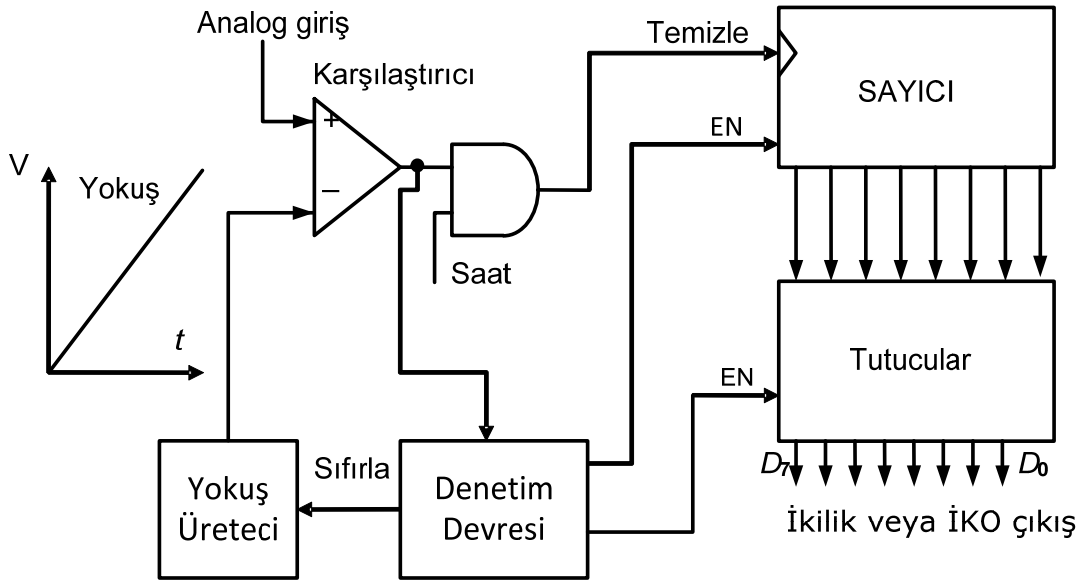 Analog giriş
Temizle
Karşılaştırıcı
SAYICI
+
EN
V
Yokuş
–
Saat
t
Tutucular
EN
Sıfırla
D7
D0
Yokuş
Üreteci
Denetim
Devresi
İkilik veya İKO çıkış